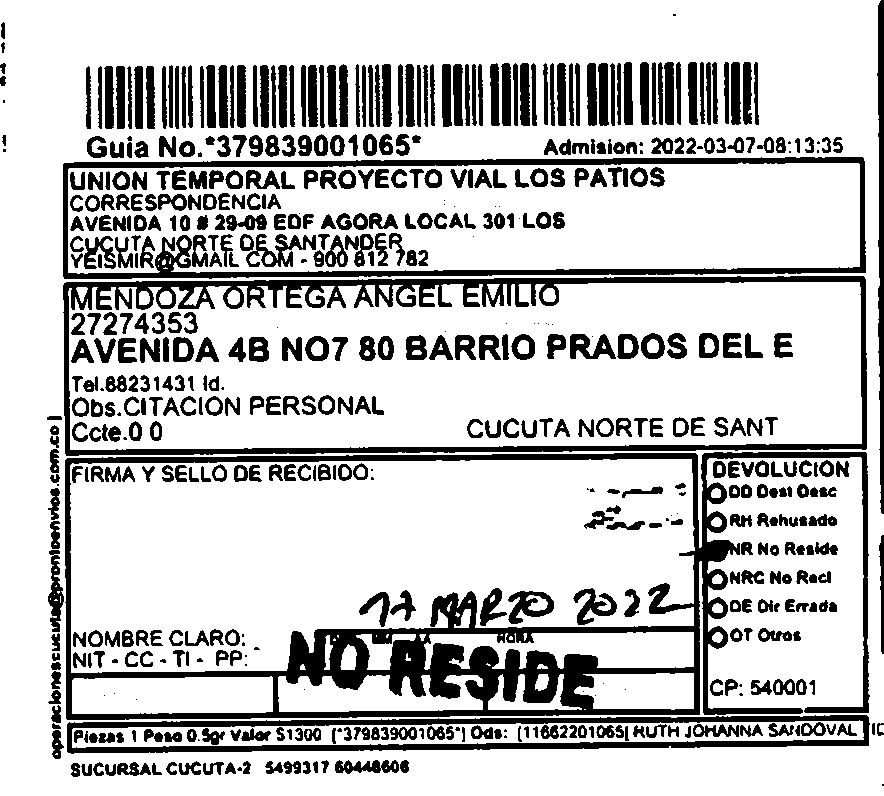 Guia No.*379839001065*
Admision: 2022-03-07-08:13:35
UNION TEMPORAL PROYECTO VIAL LOS PATIOS
CORRESPONDENCIA
AVENIDA 10 # 29-09 EDF AGORA LOCAL 301 LOS
CUCUTA NORTE DE SANTANDER
YEISMIR@GMAIL COM - 900 812 782
MENDOZA ORTEGA ANGEL EMILIO
27274353
AVENIDA 4B NO7 80 BARRIO PRADOS DEL E
Tel.88231431 Id.
Obs.CITACION PERSONAL
Ccte.0 0
CUCUTA NORTE DE SANT
operacionescucuta@prontoenvios.com.co |
FIRMA Y SELLO DE RECIBIDO:
17 MARZO 2022
NOMBRE CLARO:
NIT - CC - TI - PP:
MM AA HORA
NO RESIDE
DEVOLUCION
DD Dest Desc
RH Rehusado
NR No Reside
NRC No Recl
DE Dir Errada
OT Otros
CP: 540001
Piezas 1 Peso 0.5gr Valor $1300 [*379839001065*] Ods: [11662201065] RUTH JOHANNA SANDOVAL
SUCURSAL CUCUTA-2 5499317 60448606